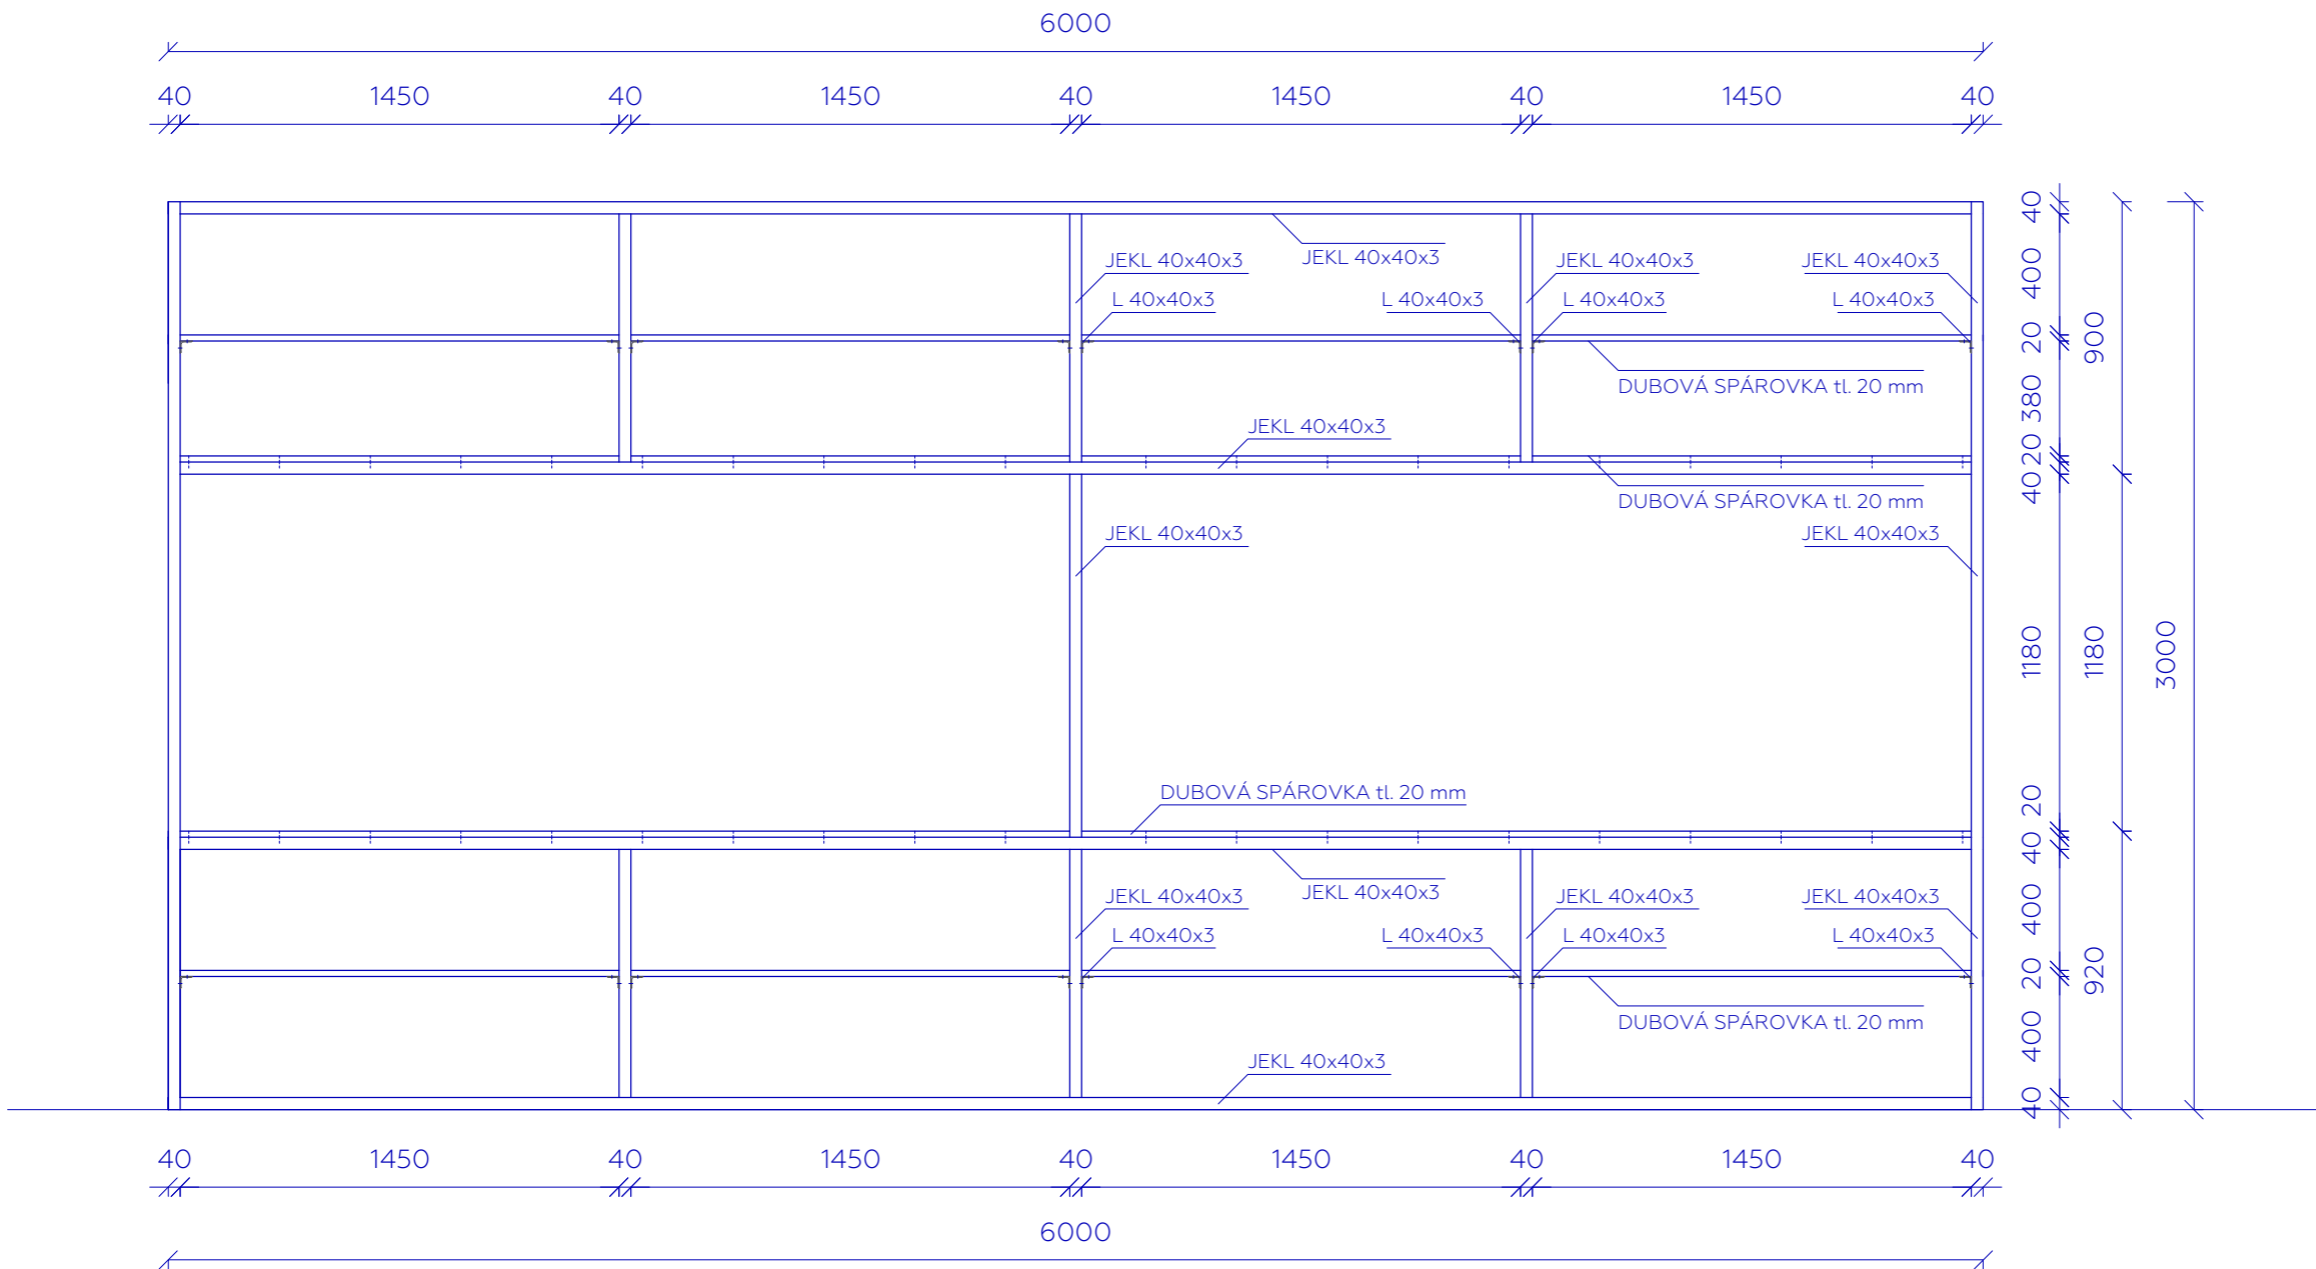 6000
40 1450 40 1450 40 1450 40 1450 40
JEKL 40x40x3
JEKL 40x40x3 JEKL 40x40x3 JEKL 40x40x3
L 40x40x3 L 40x40x3 L 40x40x3 L 40x40x3
DUBOVÁ SPÁROVKA tl. 20 mm
JEKL 40x40x3
DUBOVÁ SPÁROVKA tl. 20 mm
JEKL 40x40x3 JEKL 40x40x3
DUBOVÁ SPÁROVKA tl. 20 mm
JEKL 40x40x3
JEKL 40x40x3 JEKL 40x40x3 JEKL 40x40x3
L 40x40x3 L 40x40x3 L 40x40x3 L 40x40x3
DUBOVÁ SPÁROVKA tl. 20 mm
JEKL 40x40x3
40 400 20 380 20 40 1180 20 40 400 20 400 40
900 1180 920
3000
40 1450 40 1450 40 1450 40 1450 40
6000